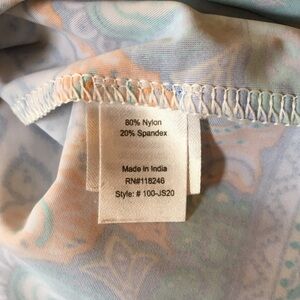 80% Nylon
20% Spandex
Made in India
RN#118246
Style: # 100-JS20